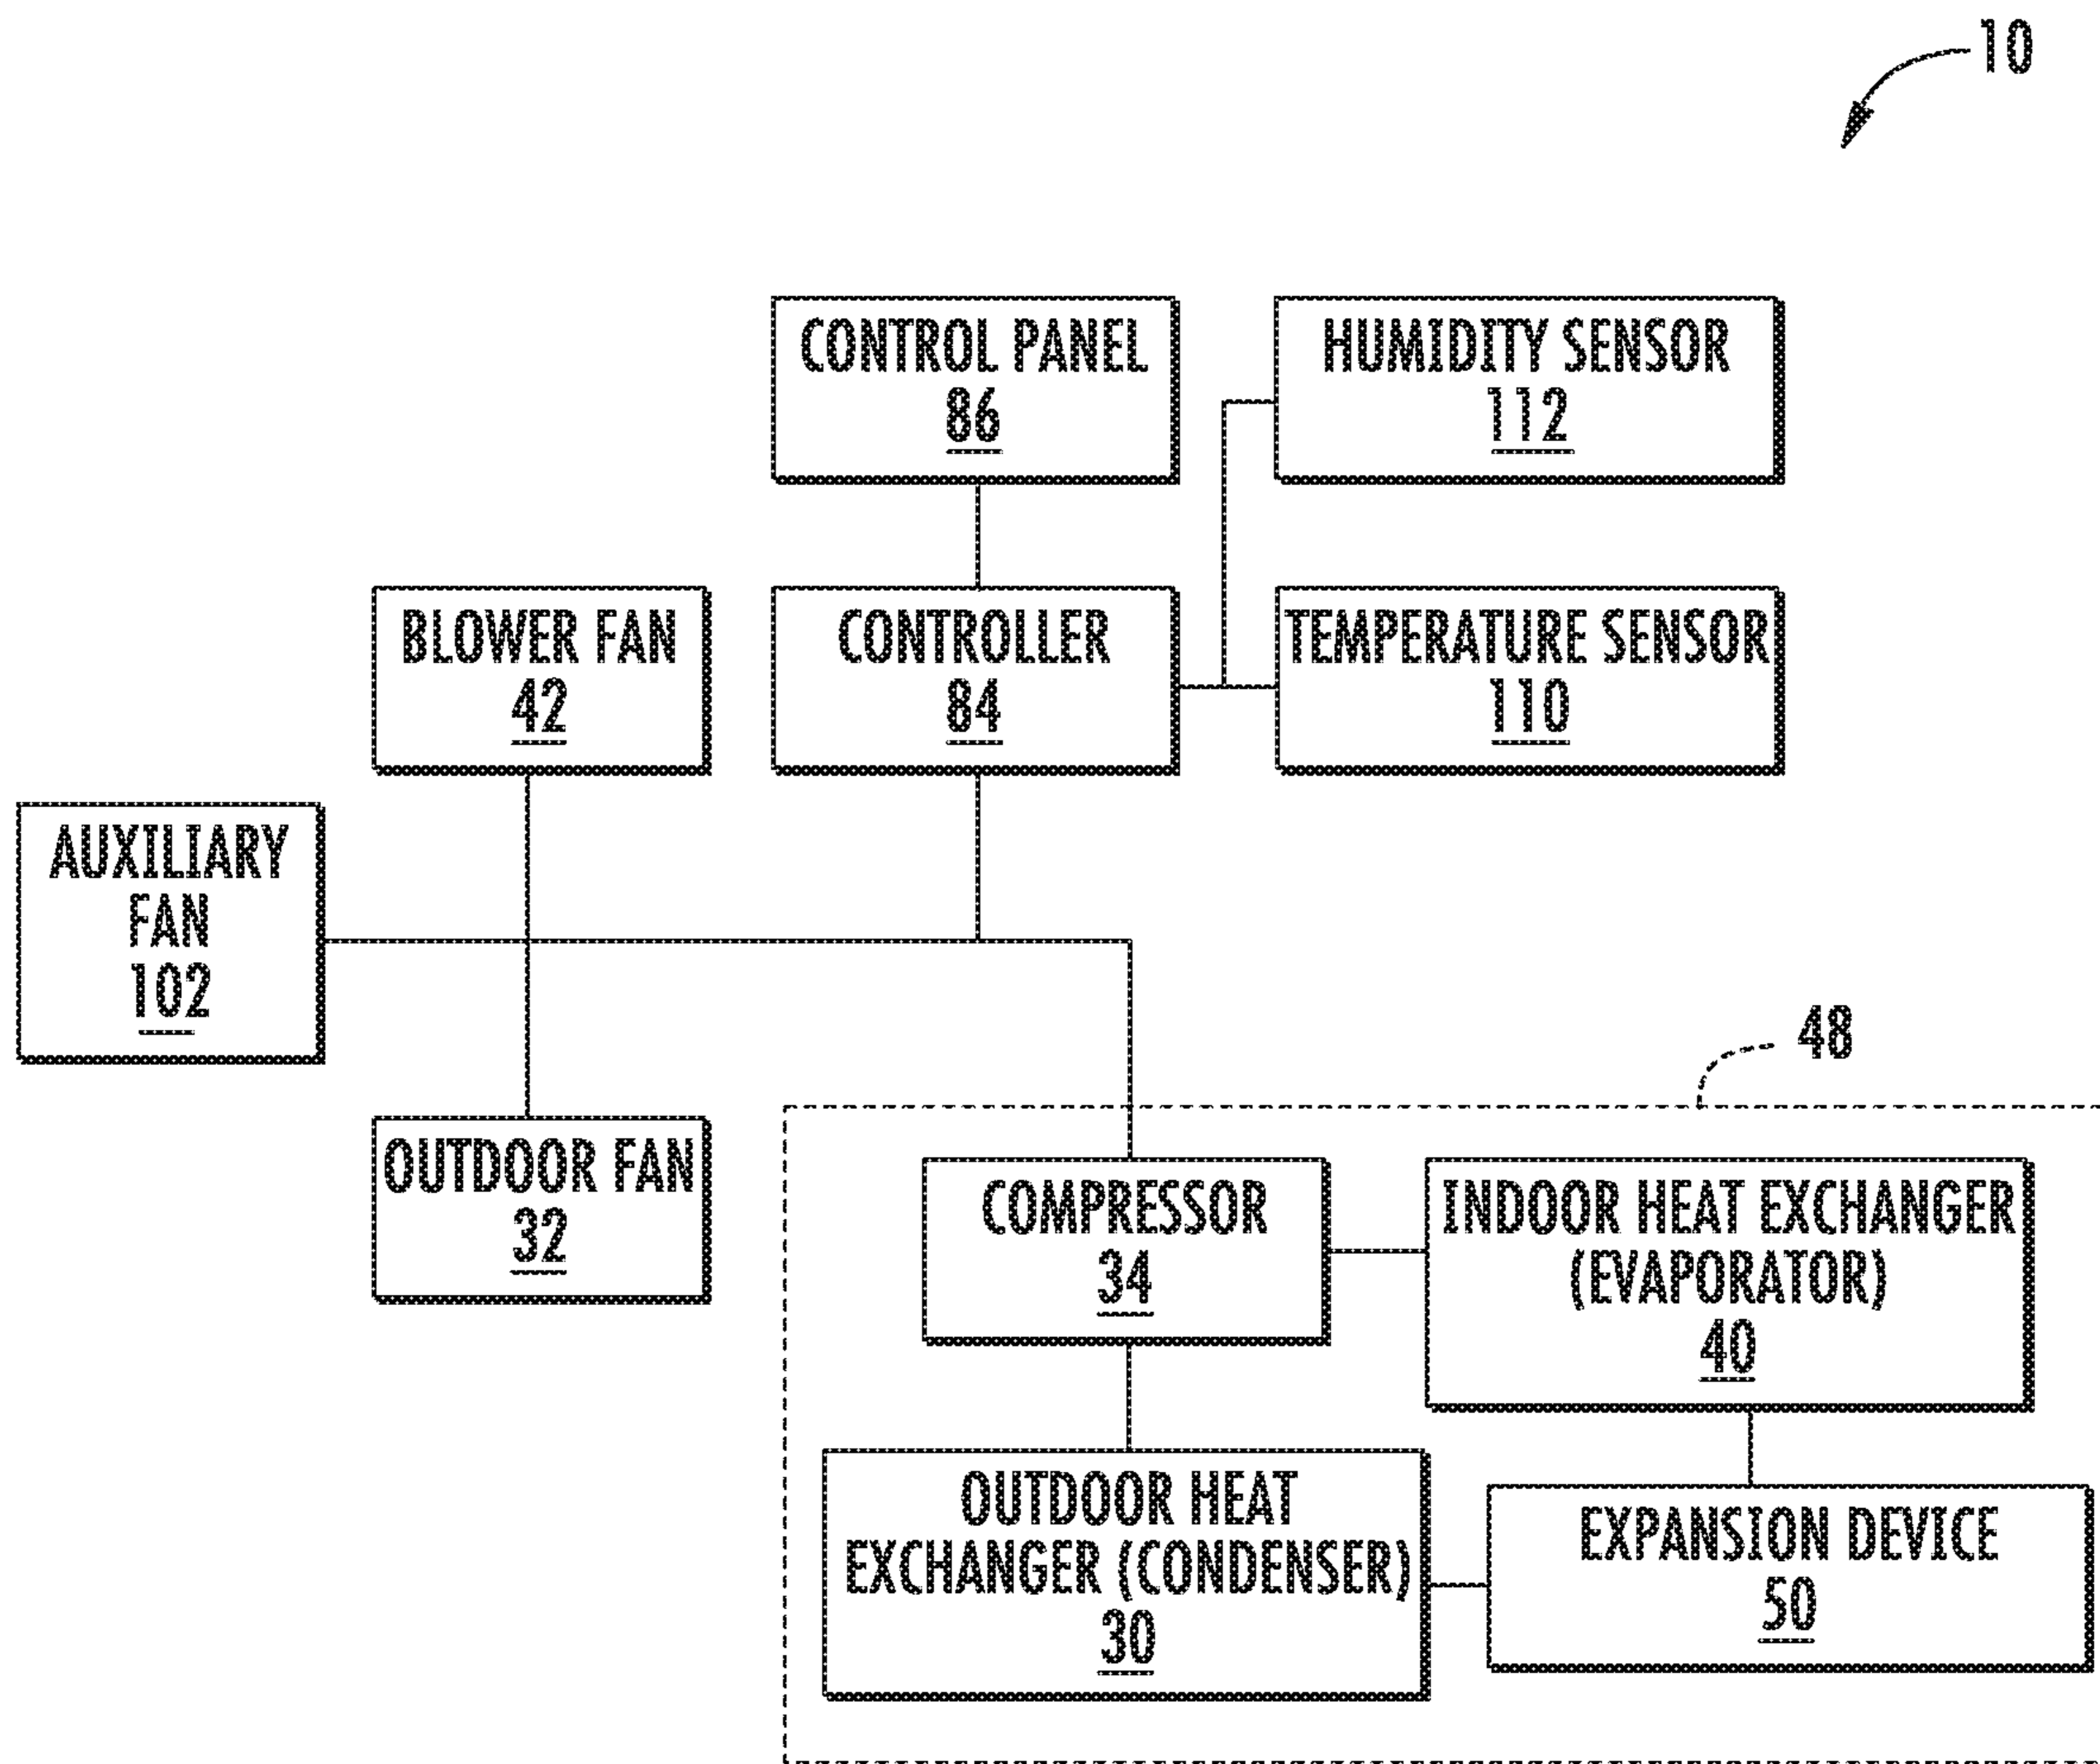 10
CONTROL PANEL
86
HUMIDITY SENSOR
112
BLOWER FAN
42
CONTROLLER
84
TEMPERATURE SENSOR
110
AUXILIARY
FAN
102
OUTDOOR FAN
32
48
COMPRESSOR
34
INDOOR HEAT EXCHANGER
(EVAPORATOR)
40
OUTDOOR HEAT
EXCHANGER (CONDENSER)
30
EXPANSION DEVICE
50